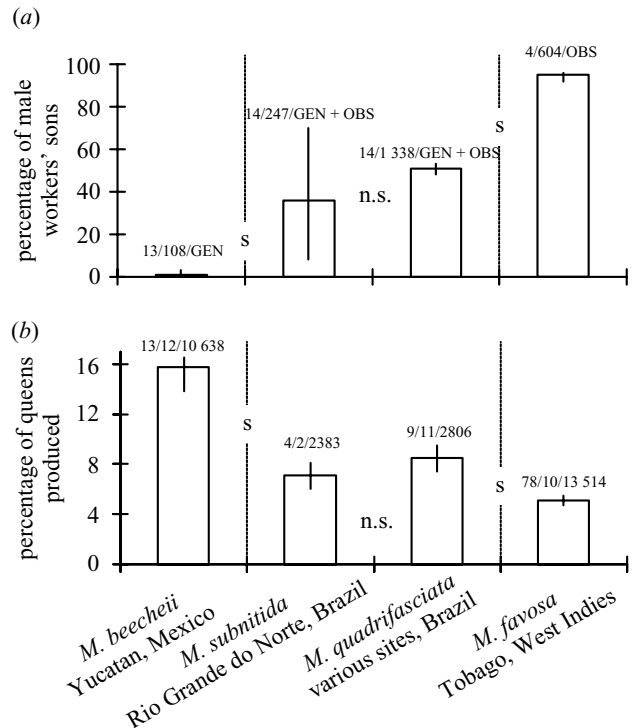 (a)
percentage of male
workers' sons
100
80
60
40
20
0
13/108/GEN
s
14/247/GEN + OBS
n.s.
14/1 338/GEN + OBS
s
4/604/OBS
(b)
percentage of queens
produced
16
12
8
4
0
13/12/10 638
s
4/2/2383
n.s.
9/11/2806
s
78/10/13 514
M. beecheii
Yucatan, Mexico
M. subnitida
Rio Grande do Norte, Brazil
M. quadrifasciata
various sites, Brazil
M. favosa
Tobago, West Indies